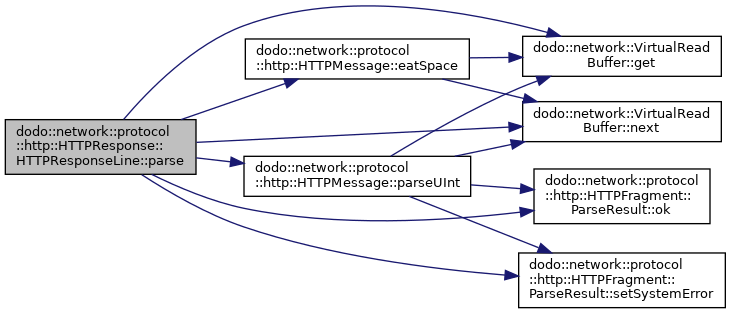 dodo::network::protocol
::http::HTTPResponse::
HTTPResponseLine::parse
dodo::network::protocol
::http::HTTPMessage::eatSpace
dodo::network::protocol
::http::HTTPMessage::parseUInt
dodo::network::VirtualRead
Buffer::get
dodo::network::VirtualRead
Buffer::next
dodo::network::protocol
::http::HTTPFragment::
ParseResult::ok
dodo::network::protocol
::http::HTTPFragment::
ParseResult::setSystemError